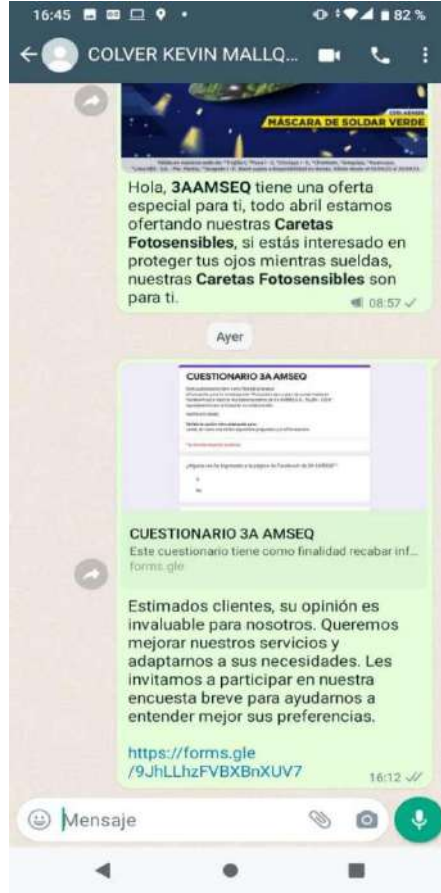 16:45
82 %
COLVER KEVIN MALLQ...
MÁSCARA DE SOLDAR VERDE
Hola, 3AAMSEQ tiene una oferta
especial para ti, todo abril estamos
ofertando nuestras Caretas
Fotosensibles, si estás interesado en
proteger tus ojos mientras sueldas,
nuestras Caretas Fotosensibles son
para ti.
08:57
Ayer
CUESTIONARIO 3A AMSEQ
CUESTIONARIO 3A AMSEQ
Este cuestionario tiene como finalidad recabar inf...
forms.gle
Estimados clientes, su opinión es
invaluable para nosotros. Queremos
mejorar nuestros servicios y
adaptarnos a sus necesidades. Les
invitamos a participar en nuestra
encuesta breve para ayudarnos a
entender mejor sus preferencias.
https://forms.gle
/9JhLLhzFVBXBnXUV7
16:12
Mensaje